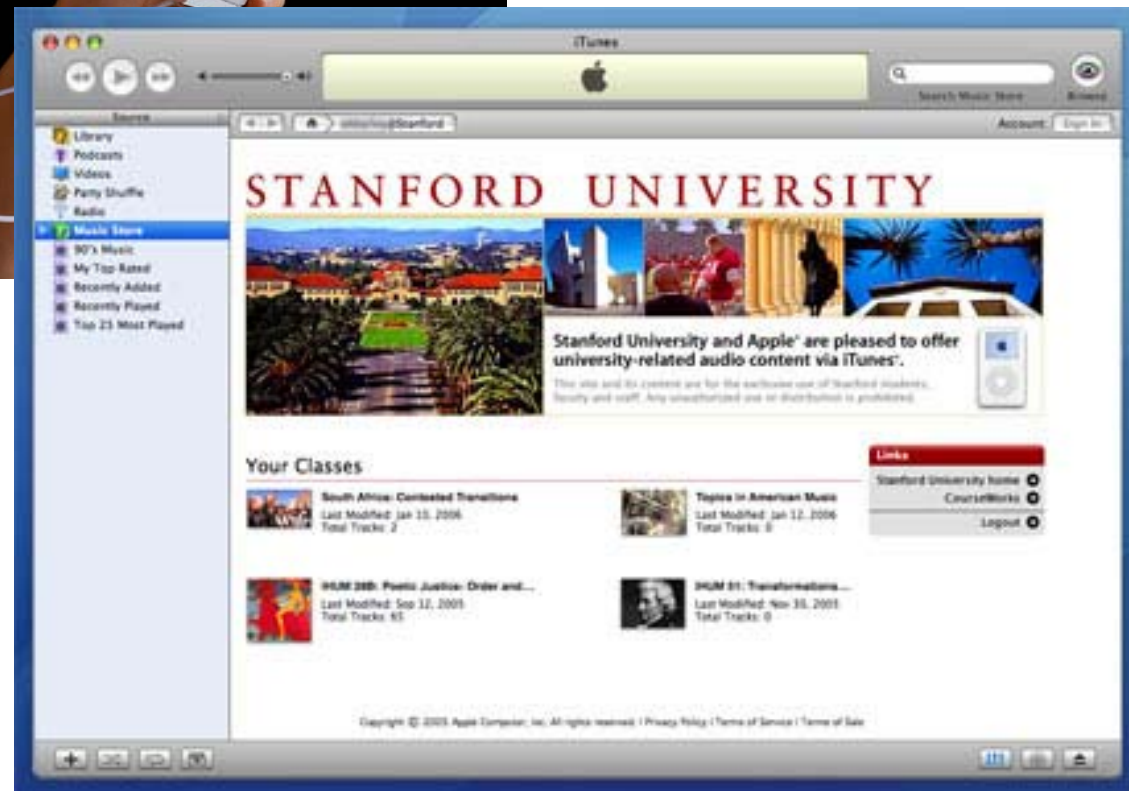 iTunes
Search Music Store
Browse
Source
@Stanford
Account:
Sign In
Library
Podcasts
Videos
Party Shuffle
Radio
Music Store
90's Music
My Top Rated
Recently Added
Recently Played
Top 25 Most Played
STANFORD UNIVERSITY
Stanford University and Apple® are pleased to offer
university-related audio content via iTunes®.
This site and its content are for the exclusive use of Stanford students,
faculty and staff. Any unauthorized use or distribution is prohibited.
Your Classes
South Africa: Contested Transitions
Last Modified: Jan 10, 2006
Total Tracks: 2
Topics in American Music
Last Modified: Jan 12, 2006
Total Tracks: 0
Poetic Justice: Order and...
Last Modified: Sep 12, 2005
Total Tracks: 65
IHUM 51: Transformations...
Last Modified: Nov 30, 2005
Total Tracks: 0
Links
Stanford University home
CourseWorks
Logout
Copyright © 2005 Apple Computer, Inc. All rights reserved. | Privacy Policy | Terms of Service | Terms of Sale